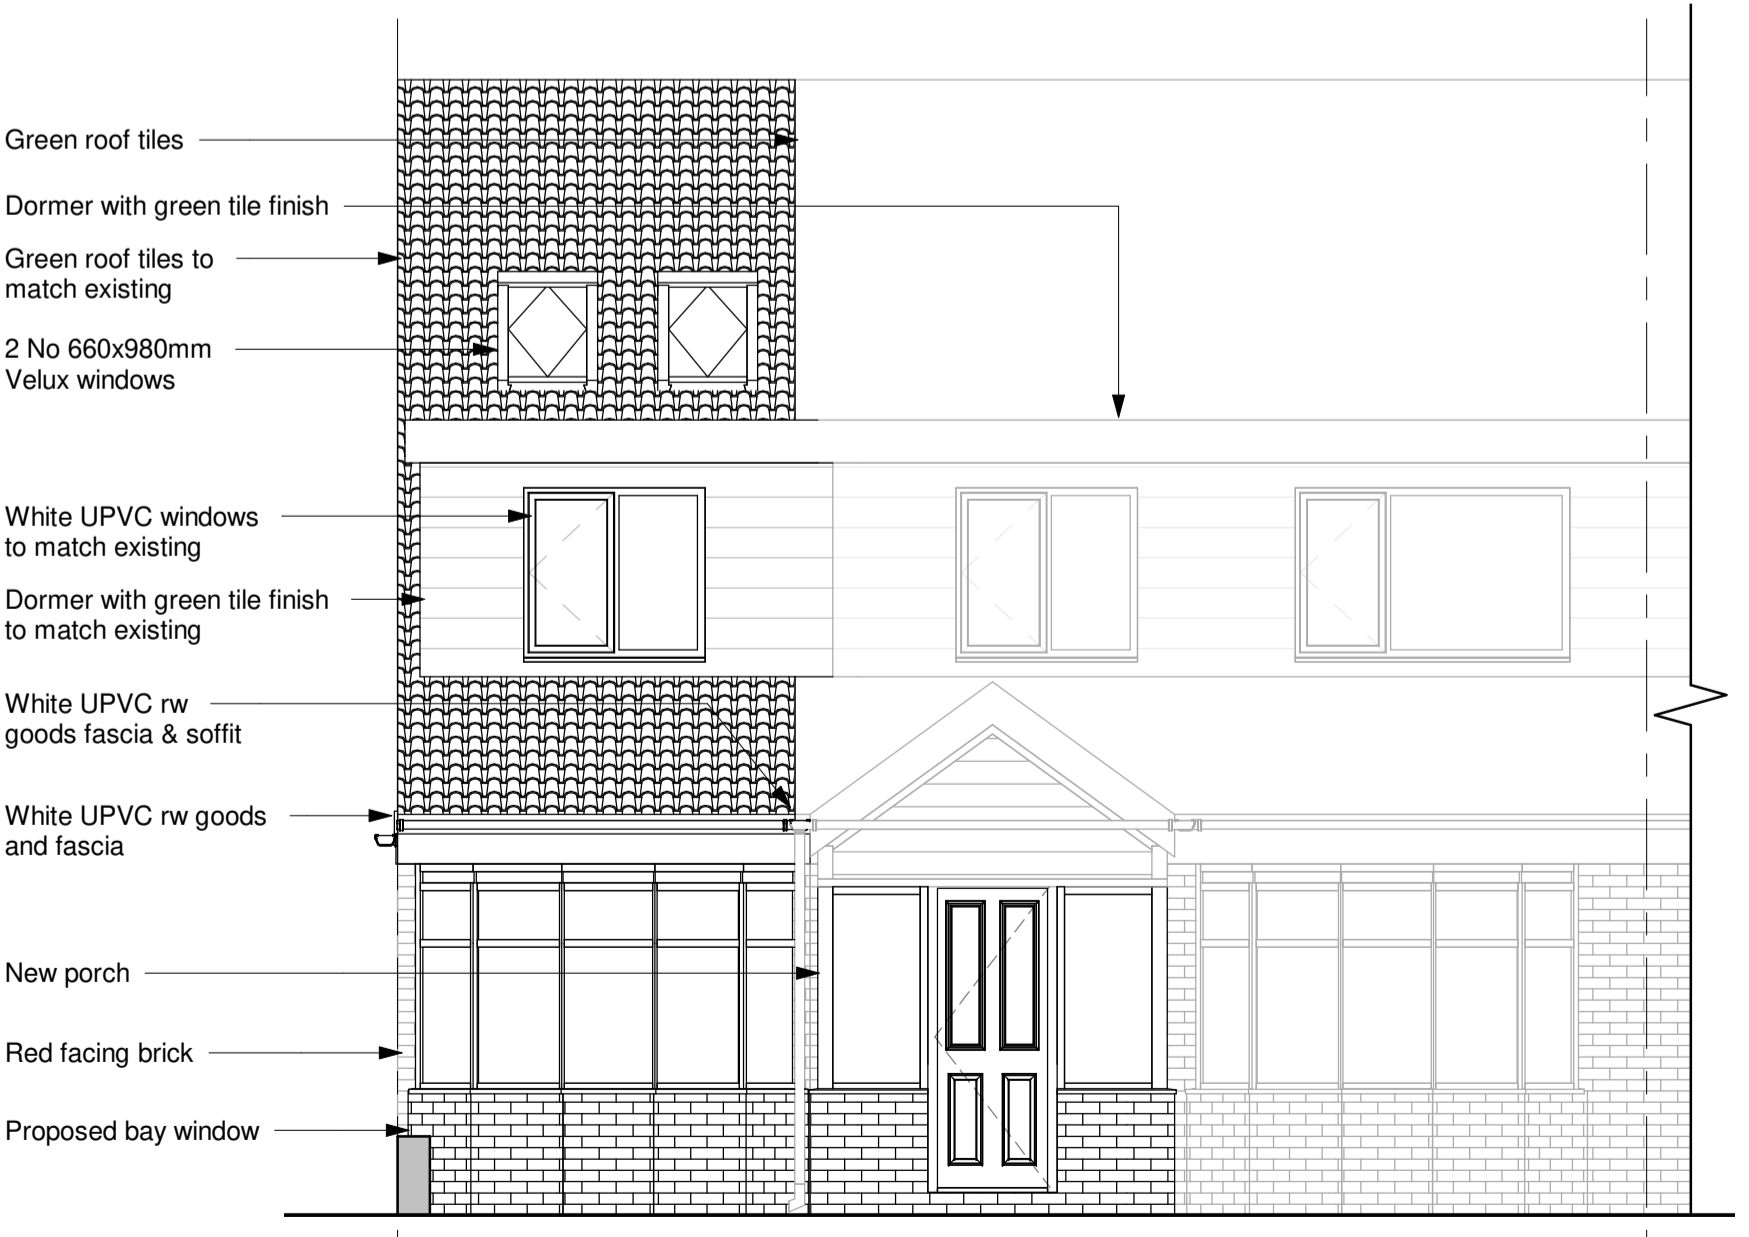 Green roof tiles
Dormer with green tile finish
Green roof tiles to
match existing
2 No 660x980mm
Velux windows
White UPVC windows
to match existing
Dormer with green tile finish
to match existing
White UPVC rw
goods fascia & soffit
White UPVC rw goods
and fascia
New porch
Red facing brick
Proposed bay window